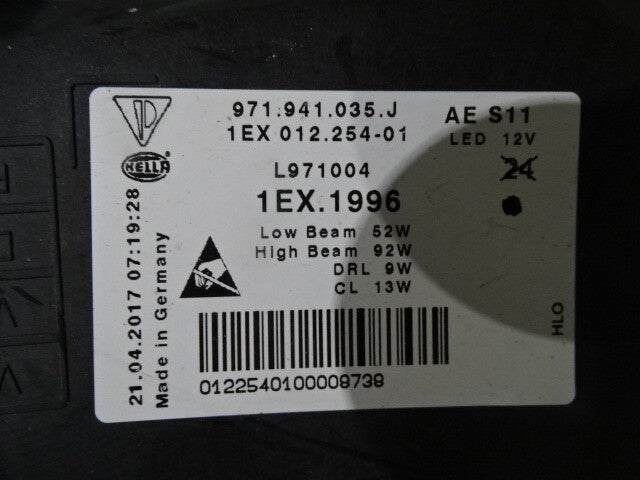 971.941.035.J
AE S11
1EX 012.254-01
LED 12V
HELLA
L971004
24
1EX.1996
Low Beam 52W
High Beam 92W
DRL 9W
CL 13W
21.04.2017 07:19:28
Made in Germany
HLO
0122540100008738